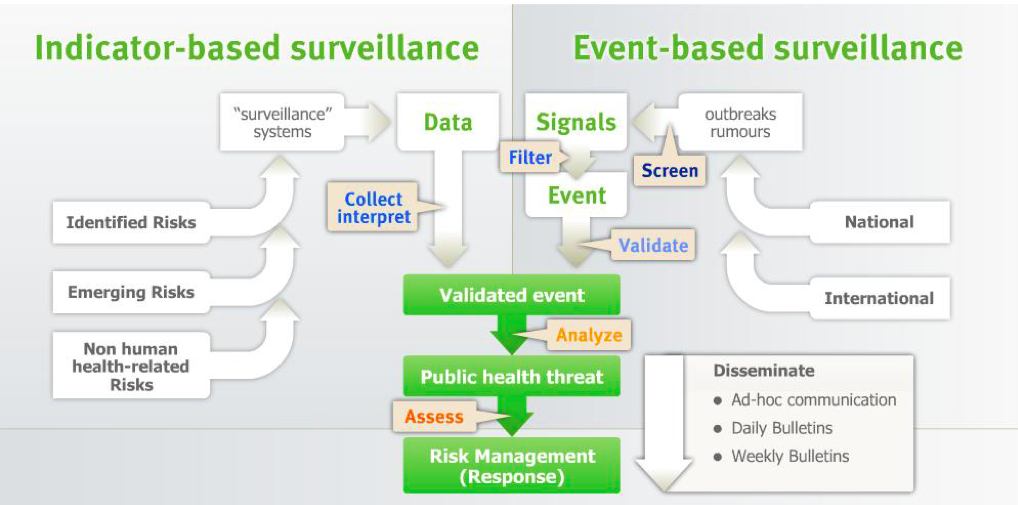 Indicator-based surveillance
Event-based surveillance
“surveillance”
systems
Data
Signals
outbreaks
rumours
Filter
Screen
Collect
interpret
Event
Identified Risks
National
Validate
Emerging Risks
Validated event
International
Analyze
Non human
health-related
Risks
Public health threat
Disseminate
● Ad-hoc communication
● Daily Bulletins
● Weekly Bulletins
Assess
Risk Management
(Response)